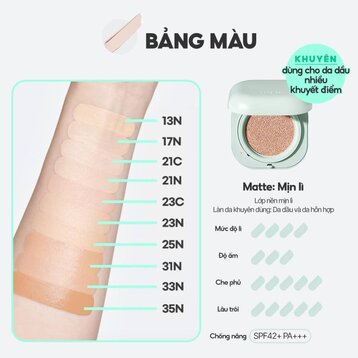 BẢNG MÀU
KHUYÊN
dùng cho da dầu
nhiều
khuyết điểm
13N
17N
21C
21N
23C
23N
25N
31N
33N
35N
Matte: Mịn lì
Lớp nền mịn lì
Làn da khuyên dùng: Da dầu và da hỗn hợp
Mức độ lì
Độ ẩm
Che phủ
Lâu trôi
Chống nắng SPF42+ PA+++